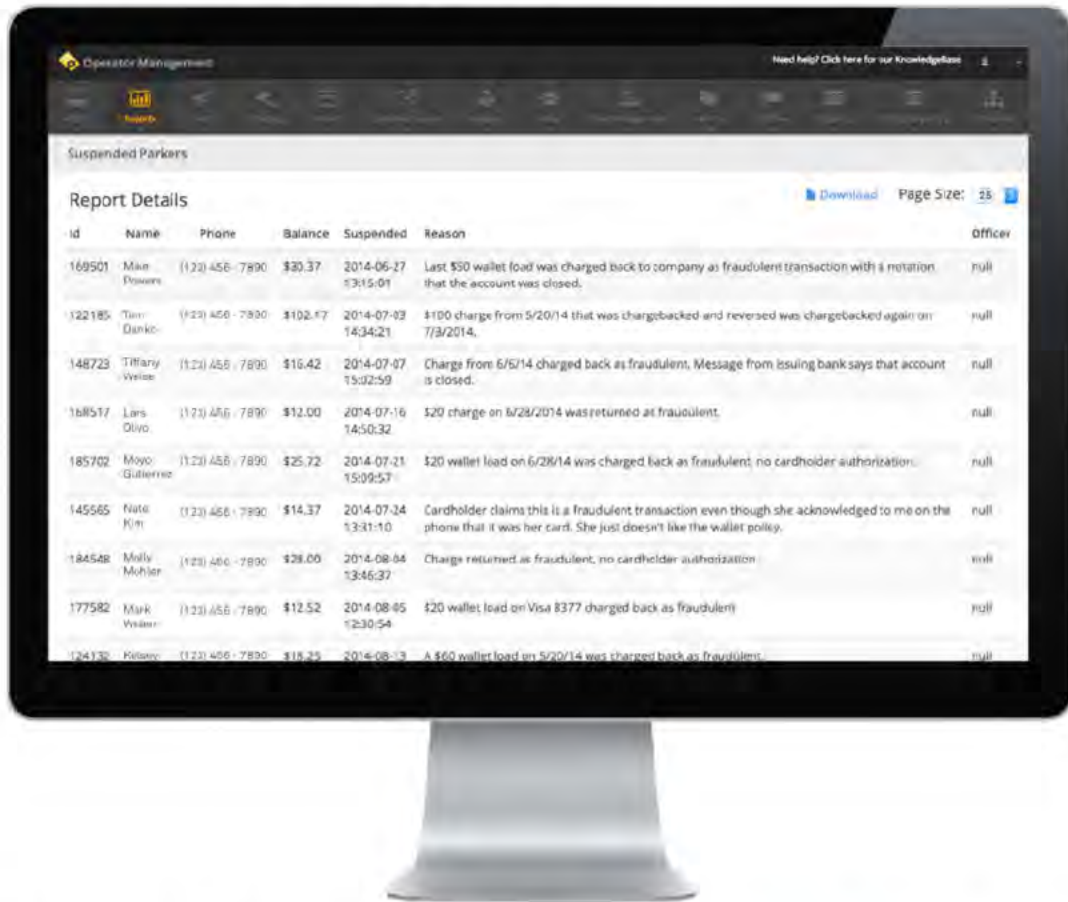 Operator Management
Need help? Click here for our KnowledgeBase
Reports
Suspended Parkers
Report Details
Download
Page Size: 25
Id Name Phone Balance Suspended Reason Officer
169501 (123) 456 - 7890 $30.37 2014-06-27 Last $50 wallet load was charged back to company as fraudulent transaction with a notation null
Powers 13:15:01 that the account was closed.
122185 (123) 456 - 7890 $102.17 2014-07-03 $100 charge from 5/20/14 that was chargebacked and reversed was chargebacked again on null
Danko 14:34:21 7/3/2014.
148723 Tiffany (123) 456 - 7890 $16.42 2014-07-07 Charge from 6/6/14 charged back as fraudulent. Message from issuing bank says that account null
15:02:59 is closed.
168517 Lars (123) 456 - 7890 $12.00 2014-07-16 $20 charge on 6/28/2014 was returned as fraudulent. null
Olivo 14:50:32
185702 Moyo (123) 456 - 7890 $25.72 2014-07-21 $20 wallet load on 6/28/14 was charged back as fraudulent, no cardholder authorization. null
Gutierrez 15:09:57
145565 Nate (123) 456 - 7890 $14.37 2014-07-24 Cardholder claims this is a fraudulent transaction even though she acknowledged to me on the null
Kim 13:31:10 phone that it was her card. She just doesn't like the wallet policy.
184548 Molly (123) 456 - 7890 $28.00 2014-08-04 Charge returned as fraudulent, no cardholder authorization null
Mohler 13:46:37
177582 Mark (123) 456 - 7890 $12.52 2014-08-05 $20 wallet load on Visa 8377 charged back as fraudulent null
12:30:54
124132 Kelsey (123) 456 - 7890 $18.25 2014-08-13 A $60 wallet load on 5/20/14 was charged back as fraudulent. null